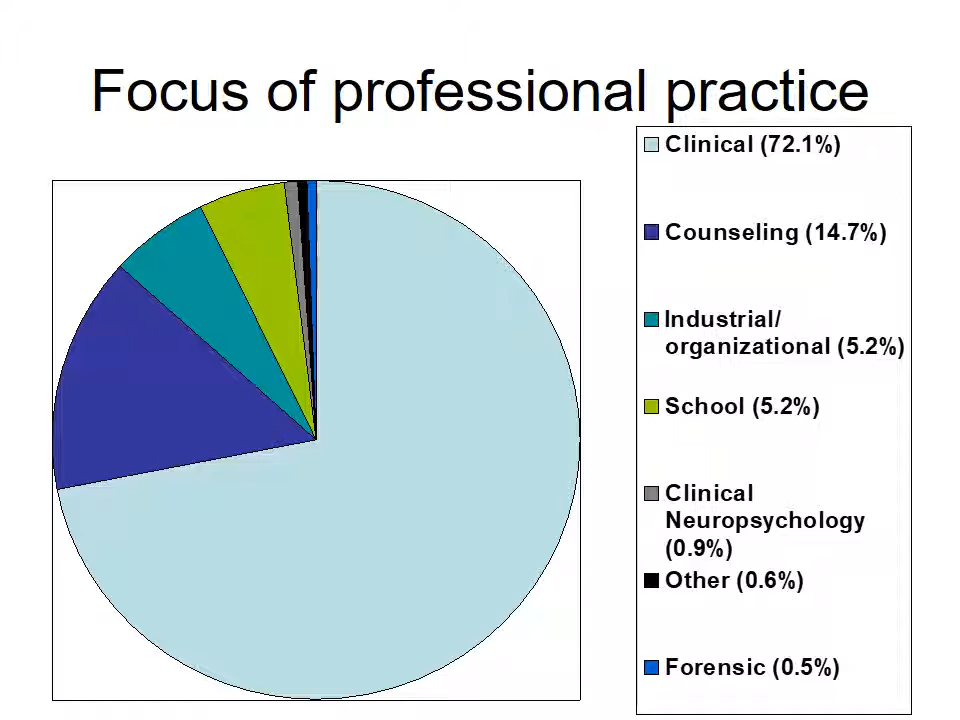 Focus of professional practice
Clinical (72.1%)
Counseling (14.7%)
Industrial/
organizational (5.2%)
School (5.2%)
Clinical
Neuropsychology
(0.9%)
Other (0.6%)
Forensic (0.5%)